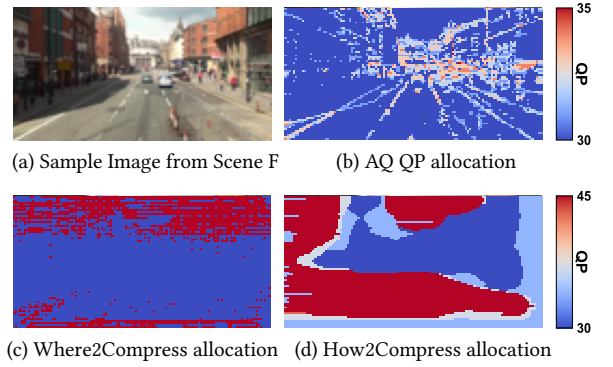 35
QP
30
(a) Sample Image from Scene F
(b) AQ QP allocation
45
QP
30
(c) Where2Compress allocation
(d) How2Compress allocation